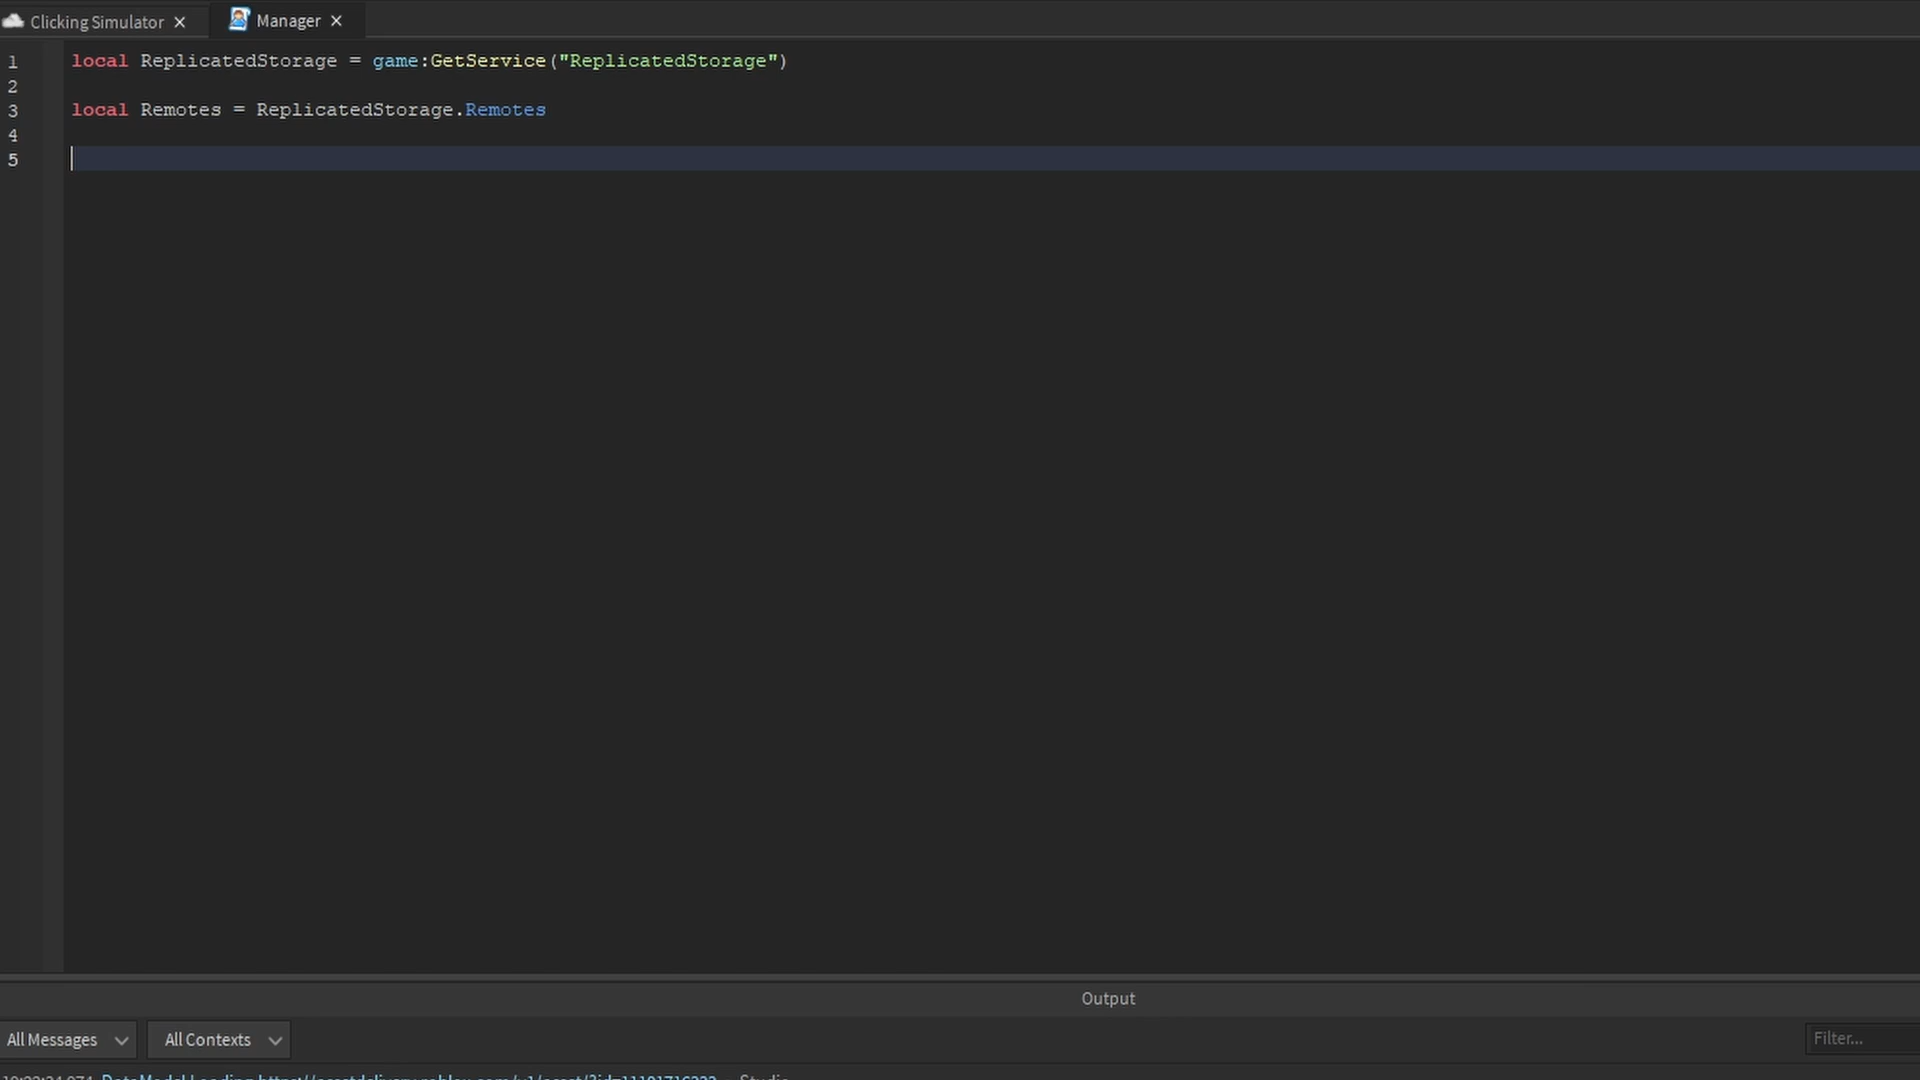 Clicking Simulator
Manager
1 local ReplicatedStorage = game:GetService("ReplicatedStorage")
2
3 local Remotes = ReplicatedStorage.Remotes
4
5
Output
All Messages All Contexts Filter...
Studio